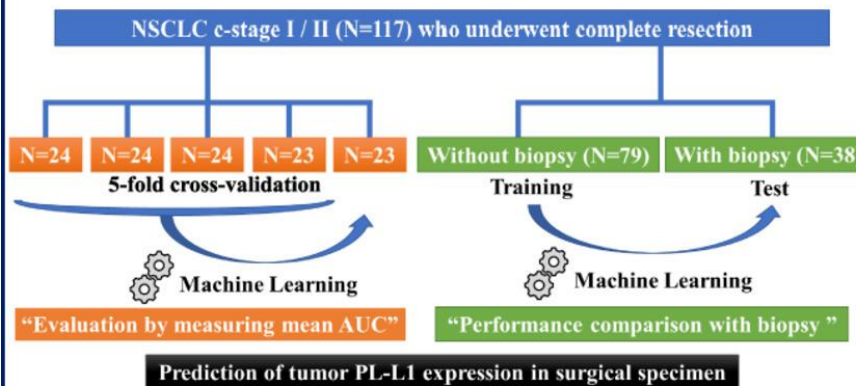 NSCLC c-stage I / II (N=117) who underwent complete resection
N=24 N=24 N=24 N=23 N=23 Without biopsy (N=79) With biopsy (N=38
5-fold cross-validation Training Test
Machine Learning Machine Learning
“Evaluation by measuring mean AUC” “Performance comparison with biopsy ”
Prediction of tumor PL-L1 expression in surgical specimen